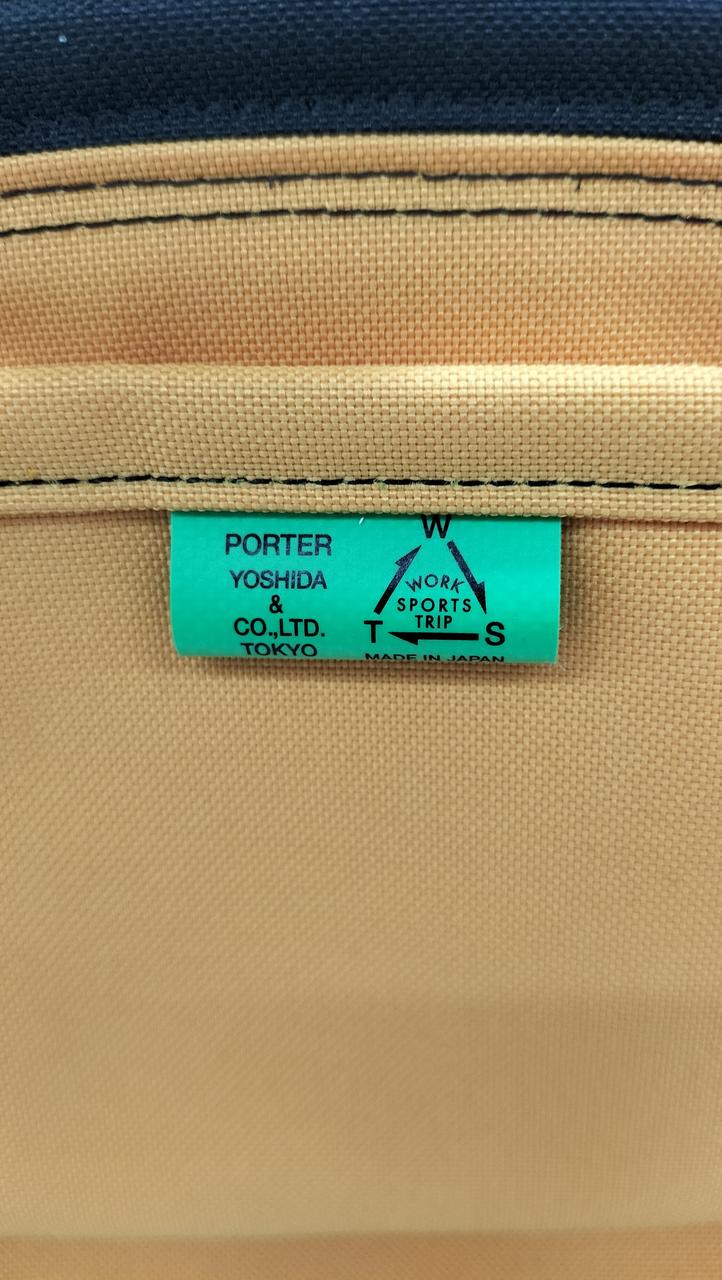 PORTER
YOSHIDA
&
CO.,LTD.
TOKYO
W
WORK
SPORTS
TRIP
T S
MADE IN JAPAN